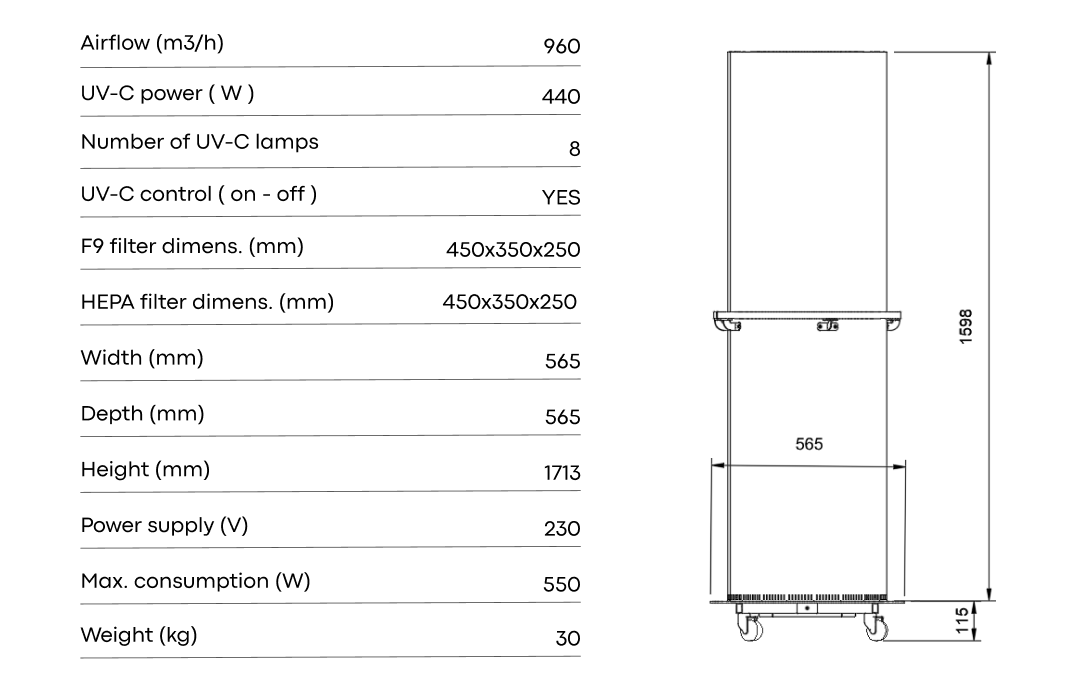 Airflow (m3/h) 960
UV-C power ( W ) 440
Number of UV-C lamps 8
UV-C control ( on - off ) YES
F9 filter dimens. (mm) 450x350x250
HEPA filter dimens. (mm) 450x350x250
Width (mm) 565
Depth (mm) 565
Height (mm) 1713
Power supply (V) 230
Max. consumption (W) 550
Weight (kg) 30
1598
565
115